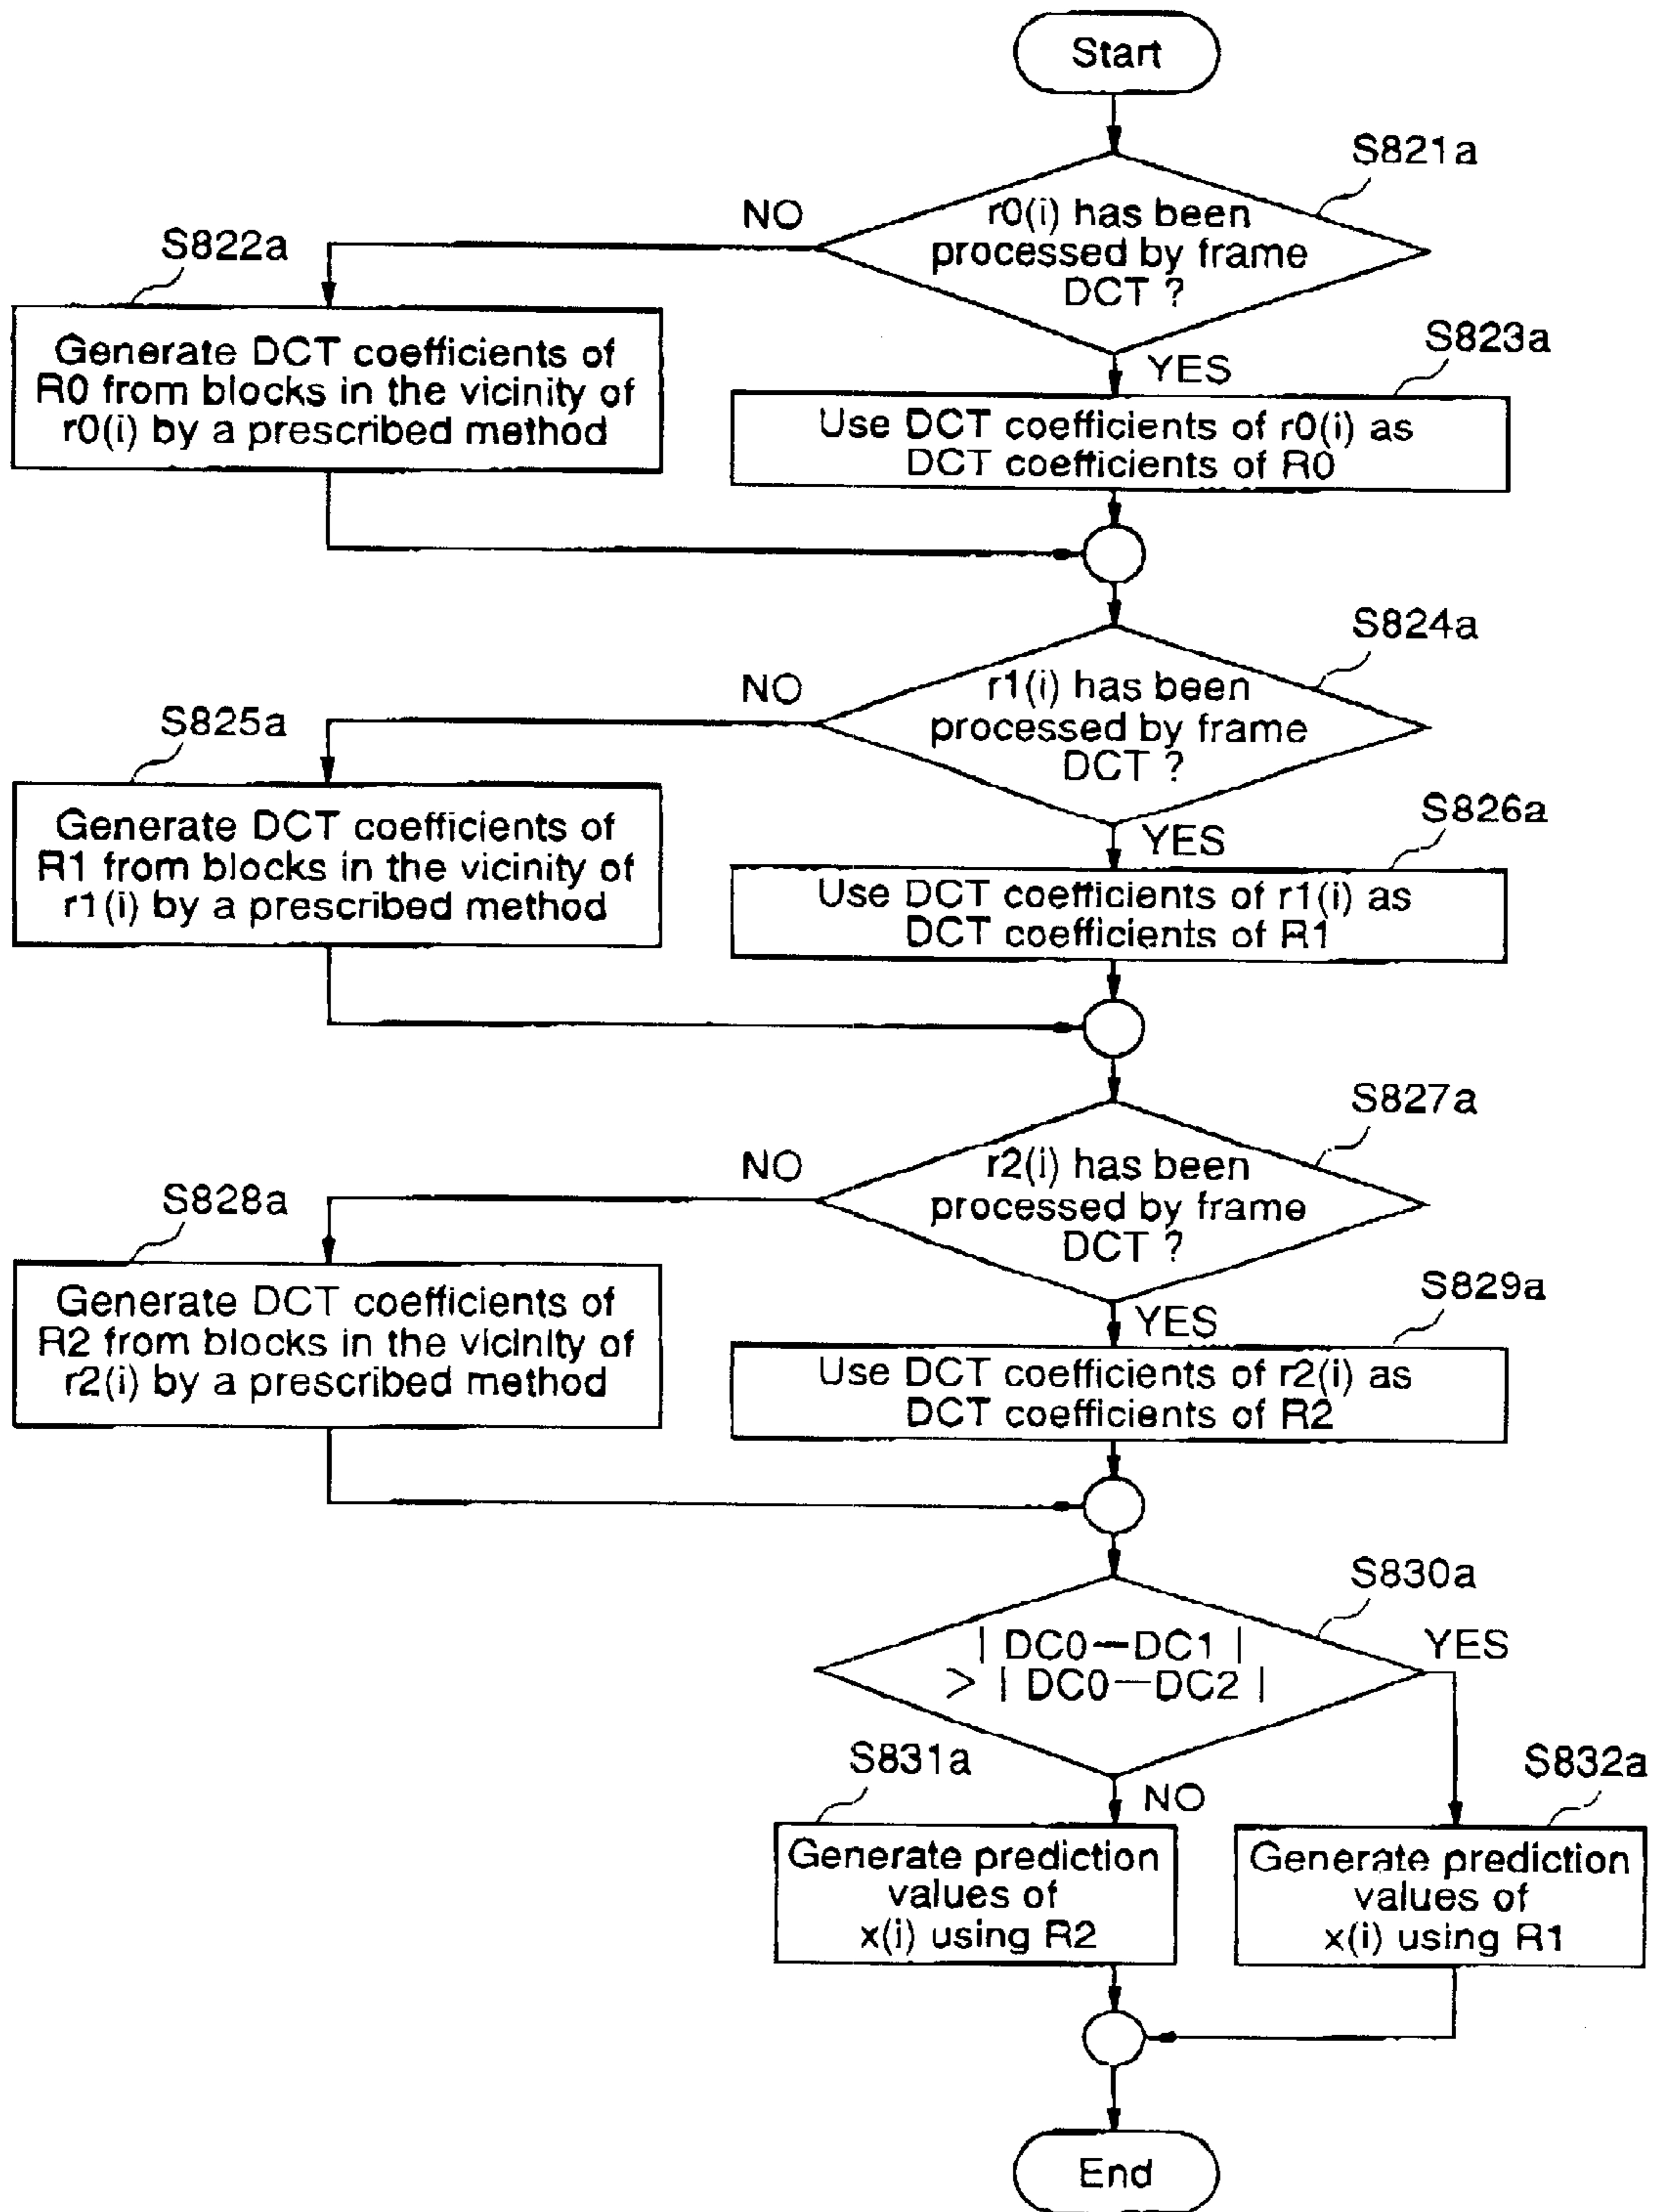 Start
S821a
r0(i) has been
processed by frame
DCT ?
NO
S822a
Generate DCT coefficients of
R0 from blocks in the vicinity of
r0(i) by a prescribed method
YES
S823a
Use DCT coefficients of r0(i) as
DCT coefficients of R0
S824a
r1(i) has been
processed by frame
DCT ?
NO
S825a
Generate DCT coefficients of
R1 from blocks in the vicinity of
r1(i) by a prescribed method
YES
S826a
Use DCT coefficients of r1(i) as
DCT coefficients of R1
S827a
r2(i) has been
processed by frame
DCT ?
NO
S828a
Generate DCT coefficients of
R2 from blocks in the vicinity of
r2(i) by a prescribed method
YES
S829a
Use DCT coefficients of r2(i) as
DCT coefficients of R2
S830a
| DC0—DC1 |
> | DC0—DC2 |
YES
NO
S831a
Generate prediction
values of
x(i) using R2
S832a
Generate prediction
values of
x(i) using R1
End